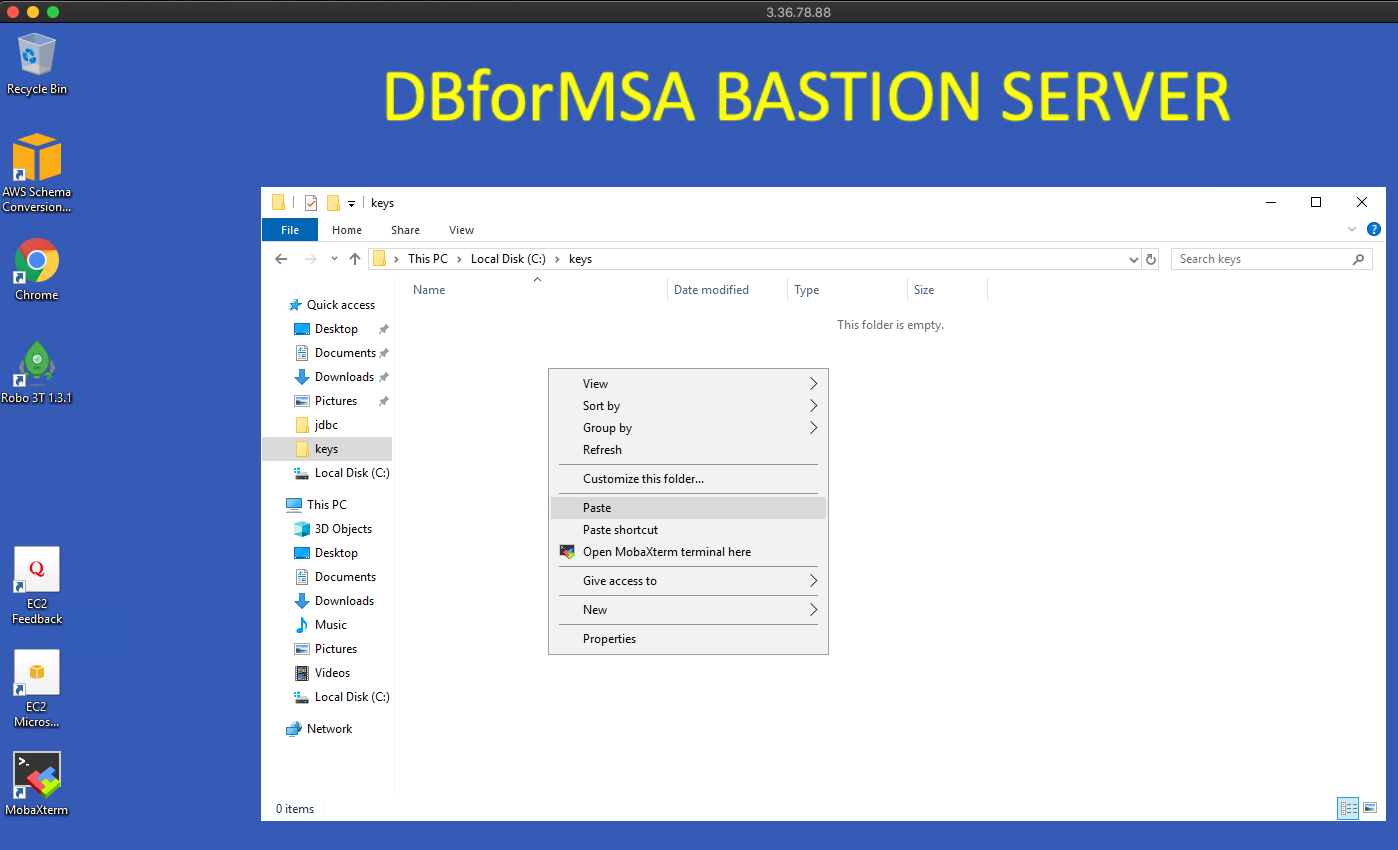 3.36.78.88
DBforMSA BASTION SERVER
Recycle Bin
AWS Schema
Conversion...
Chrome
Robo 3T 1.3.1
Q
EC2
Feedback
EC2
Micros...
>.
MobaXterm
keys
File Home Share View
?
This PC > Local Disk (C:) > keys
Search keys
Name Date modified Type Size
This folder is empty.
Quick access
Desktop
Documents
Downloads
Pictures
jdbc
keys
Local Disk (C:)
This PC
3D Objects
Desktop
Documents
Downloads
Music
Pictures
Videos
Local Disk (C:)
Network
View
Sort by
Group by
Refresh
Customize this folder...
Paste
Paste shortcut
Open MobaXterm terminal here
Give access to
New
Properties
0 items